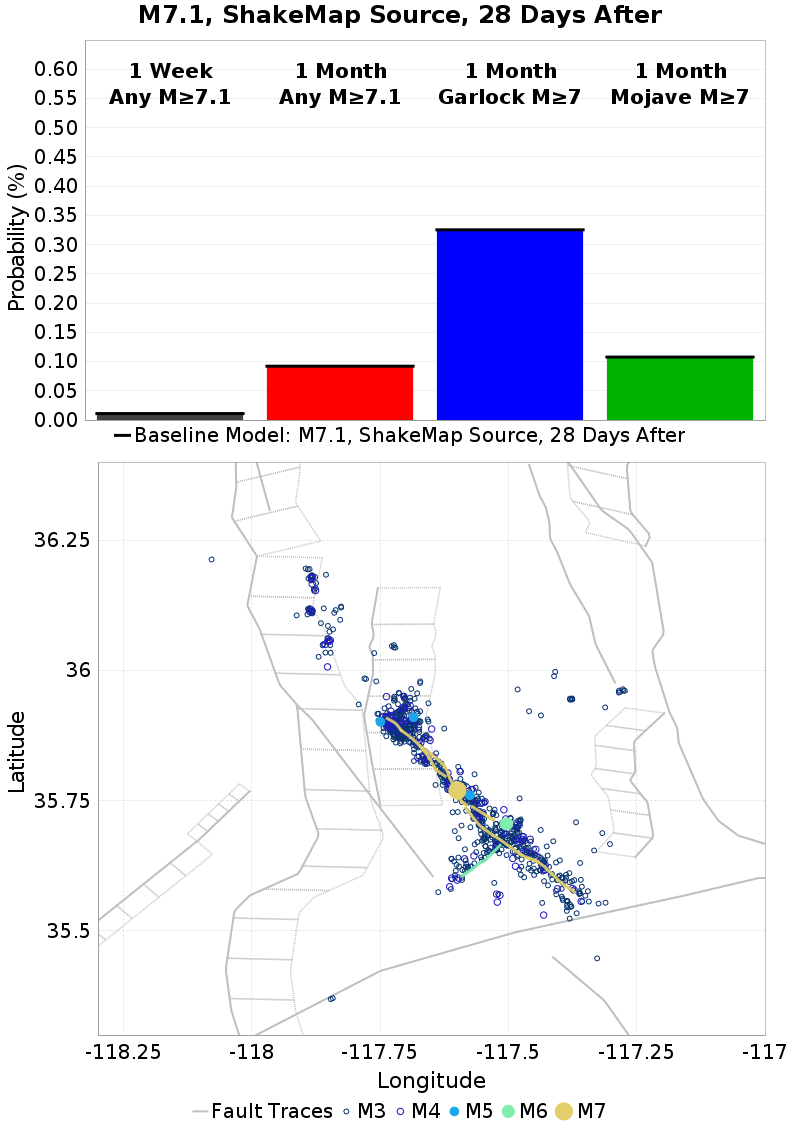 M7.1, ShakeMap Source, 28 Days After
1 Week
Any M≥7.1
1 Month
Any M≥7.1
1 Month
Garlock M≥7
1 Month
Mojave M≥7
Probability (%)
0.60
0.55
0.50
0.45
0.40
0.35
0.30
0.25
0.20
0.15
0.10
0.05
0.00
Baseline Model: M7.1, ShakeMap Source, 28 Days After
Latitude
36.25
36
35.75
35.5
-118.25 -118 -117.75 -117.5 -117.25 -117
Longitude
Fault Traces M3 M4 M5 M6 M7